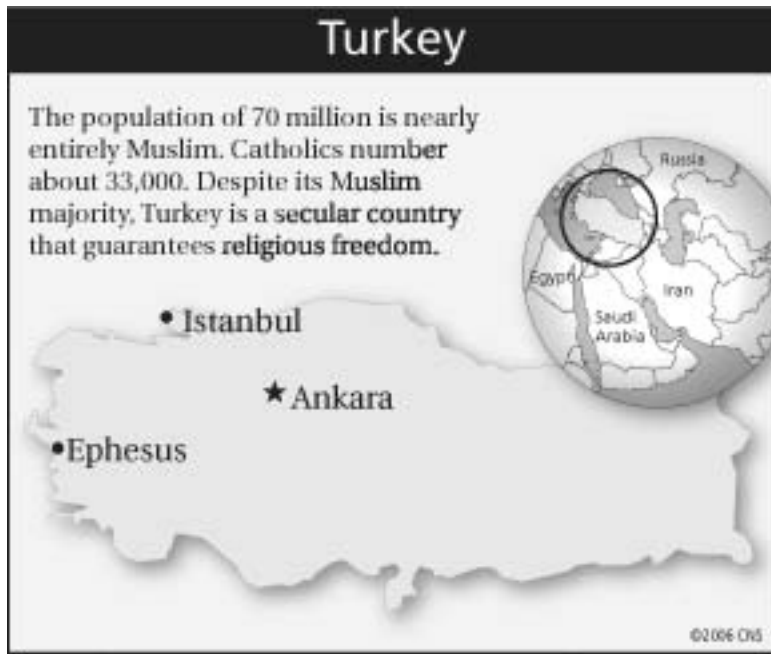 Turkey
The population of 70 million is nearly
entirely Muslim. Catholics number
about 33,000. Despite its Muslim
majority, Turkey is a secular country
that guarantees religious freedom.
Russia
Egypt
Iran
Saudi
Arabia
Istanbul
Ankara
Ephesus
©2006 CNS